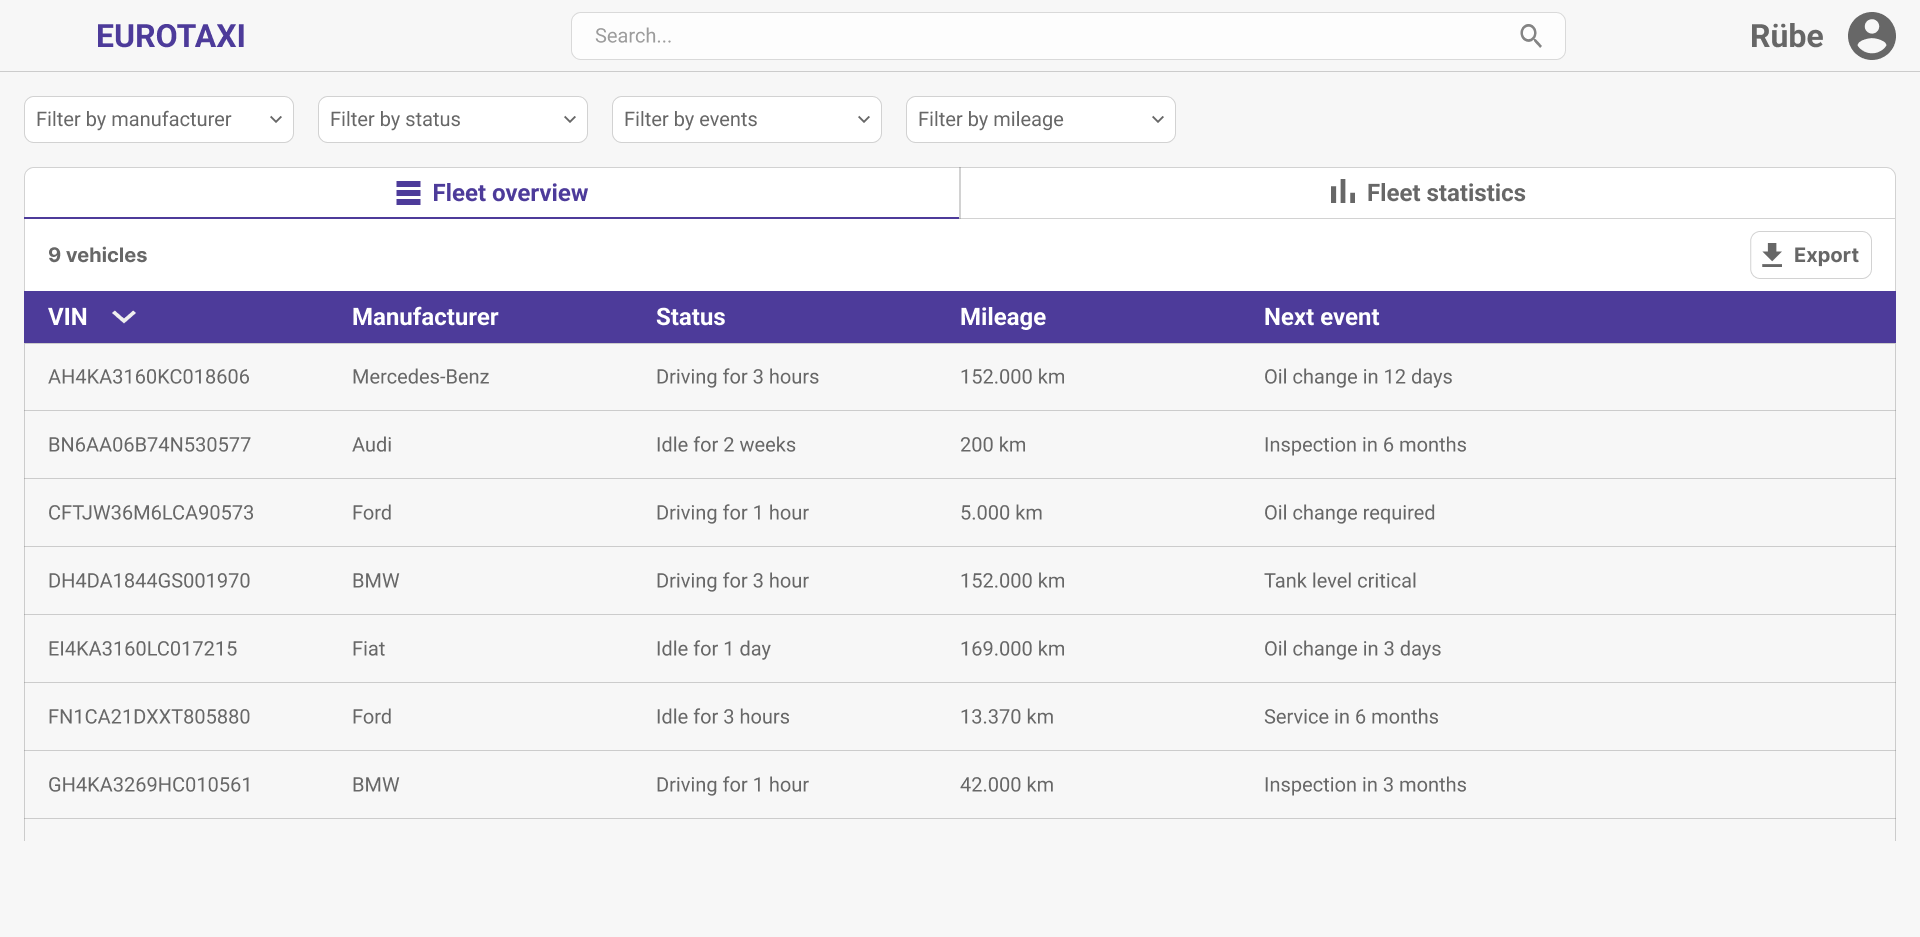 EUROTAXI
Search...
Rübe
Filter by manufacturer
Filter by status
Filter by events
Filter by mileage
Fleet overview
Fleet statistics
9 vehicles
Export
VIN Manufacturer Status Mileage Next event
AH4KA3160KC018606 Mercedes-Benz Driving for 3 hours 152.000 km Oil change in 12 days
BN6AA06B74N530577 Audi Idle for 2 weeks 200 km Inspection in 6 months
CFTJW36M6LCA90573 Ford Driving for 1 hour 5.000 km Oil change required
DH4DA1844GS001970 BMW Driving for 3 hour 152.000 km Tank level critical
EI4KA3160LC017215 Fiat Idle for 1 day 169.000 km Oil change in 3 days
FN1CA21DXXT805880 Ford Idle for 3 hours 13.370 km Service in 6 months
GH4KA3269HC010561 BMW Driving for 1 hour 42.000 km Inspection in 3 months